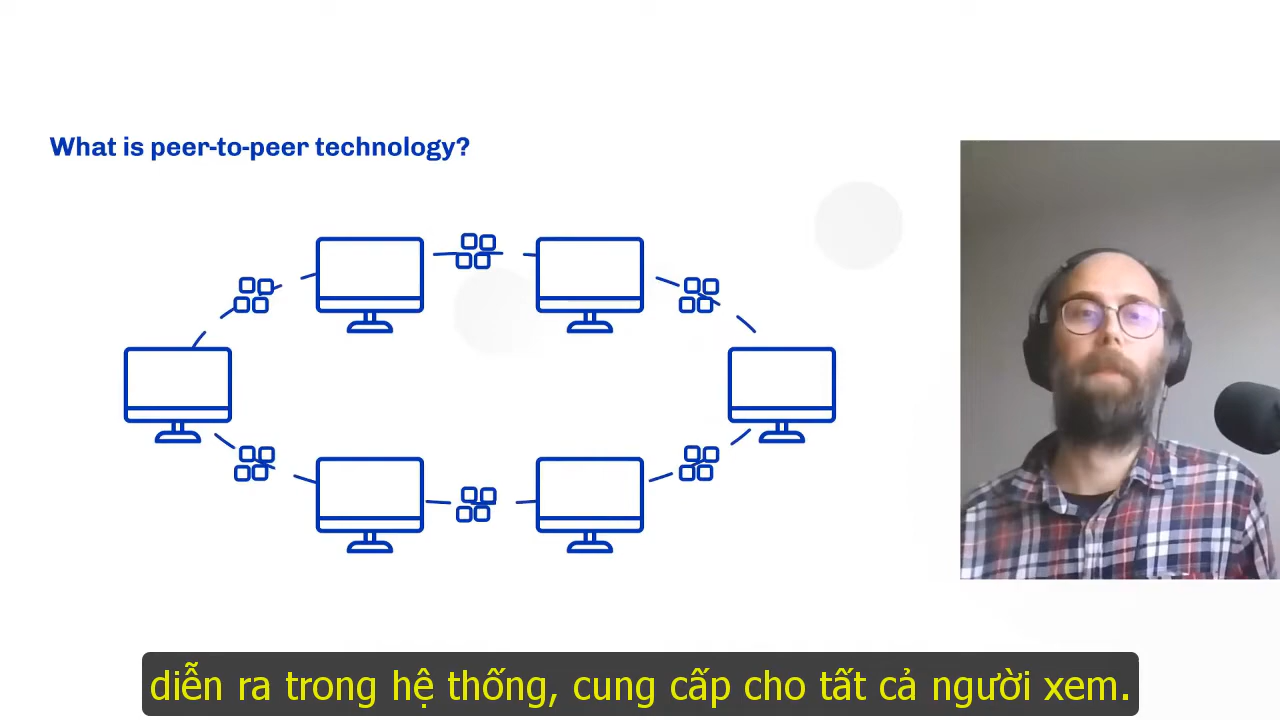 What is peer-to-peer technology?
diễn ra trong hệ thống, cung cấp cho tất cả người xem.